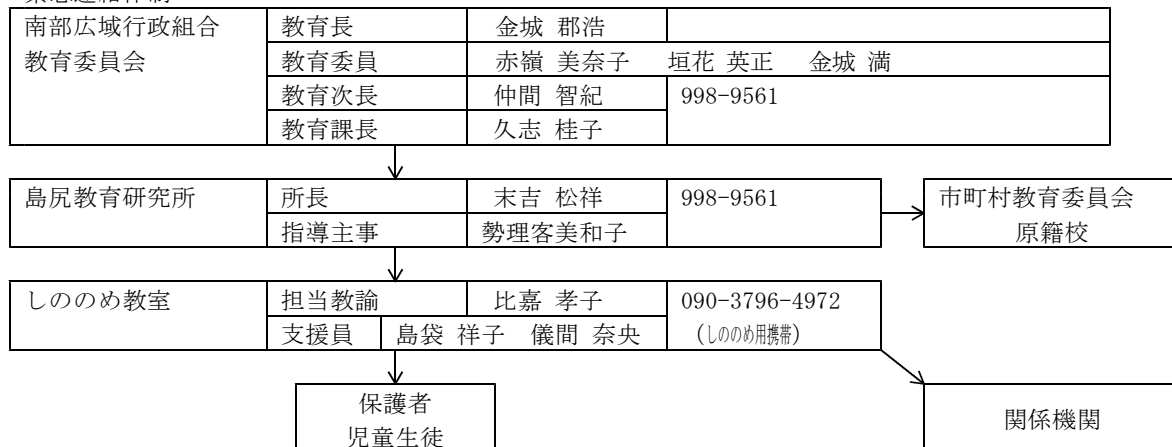 南部広域行政組合 教育長 金城 郡浩
教育委員会 教育委員 赤嶺 美奈子 垣花 英正 金城 満
教育次長 仲間 智紀 998-9561
教育課長 久志 桂子
島尻教育研究所 所長 末吉 松祥 998-9561 市町村教育委員会
指導主事 勢理客美和子 原籍校
しののめ教室 担当教諭 比嘉 孝子 090-3796-4972
支援員 島袋 祥子 儀間 奈央 (しののめ用携帯)
保護者
児童生徒
関係機関